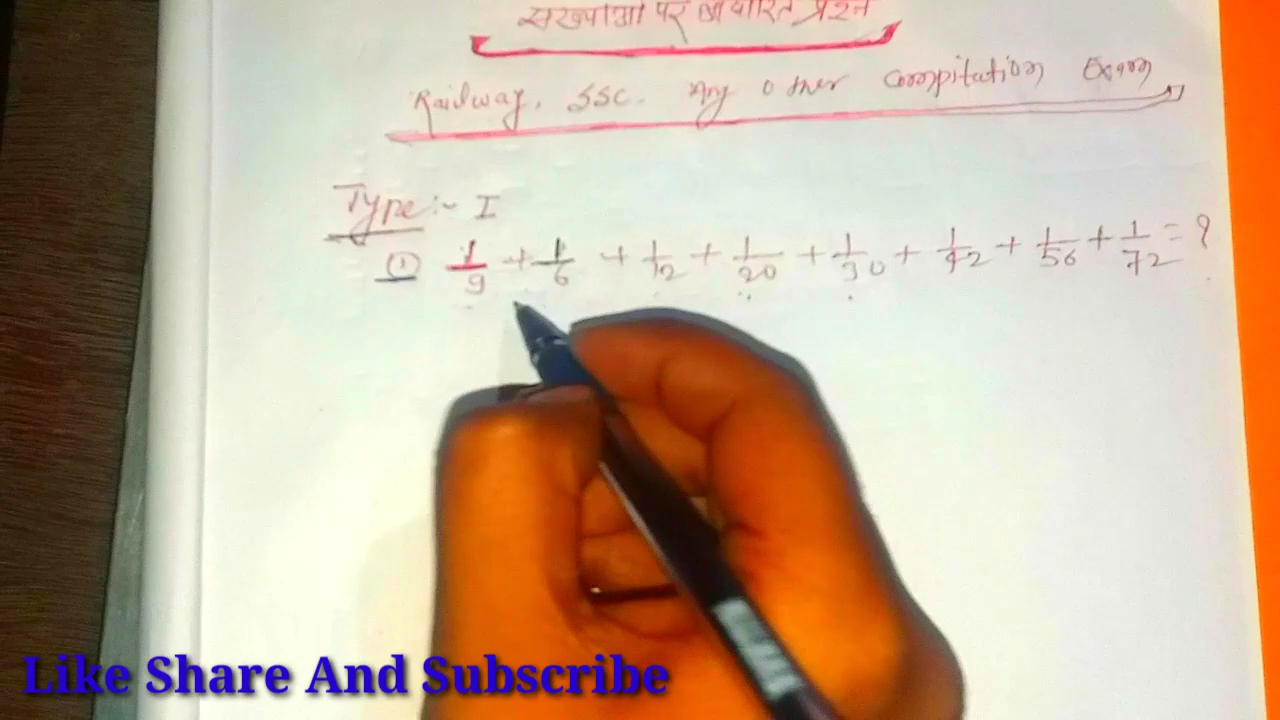 संख्याओ पर आधारित प्रश्न
Railway, SSC. Any other Compitation Exam
Type:- I
① 1/9 + 1/6 + 1/12 + 1/20 + 1/30 + 1/42 + 1/56 + 1/72 = ?
Like Share And Subscribe